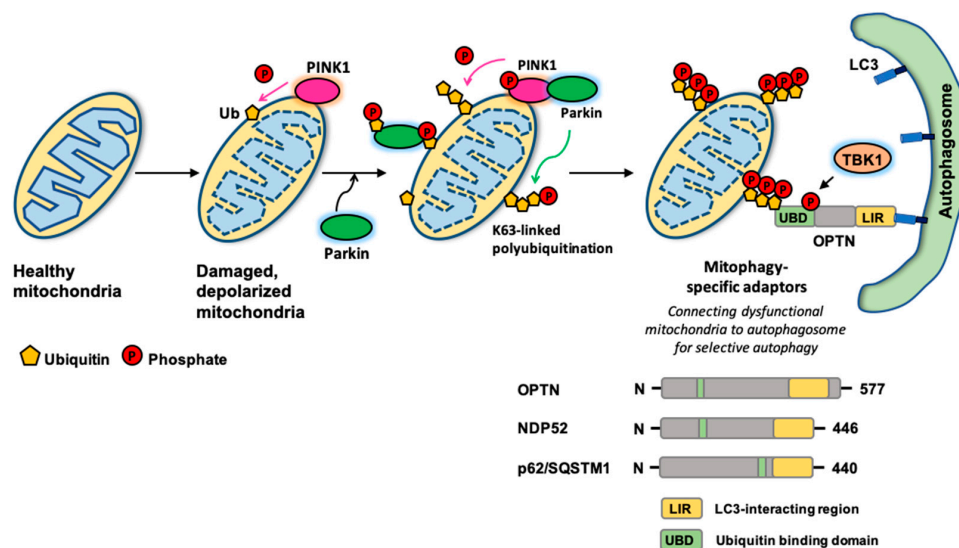 P
PINK1
Ub
P
PINK1
P
P
P
Parkin
P
K63-linked
polyubiquitination
Parkin
Healthy
mitochondria
Damaged,
depolarized
mitochondria
P P P
P P P
P P P
P
TBK1
UBD
LIR
OPTN
LC3
Autophagosome
Mitophagy-
specific adaptors
Connecting dysfunctional
mitochondria to autophagosome
for selective autophagy
Ubiquitin
P Phosphate
OPTN N 577
NDP52 N 446
p62/SQSTM1 N 440
LIR LC3-interacting region
UBD Ubiquitin binding domain